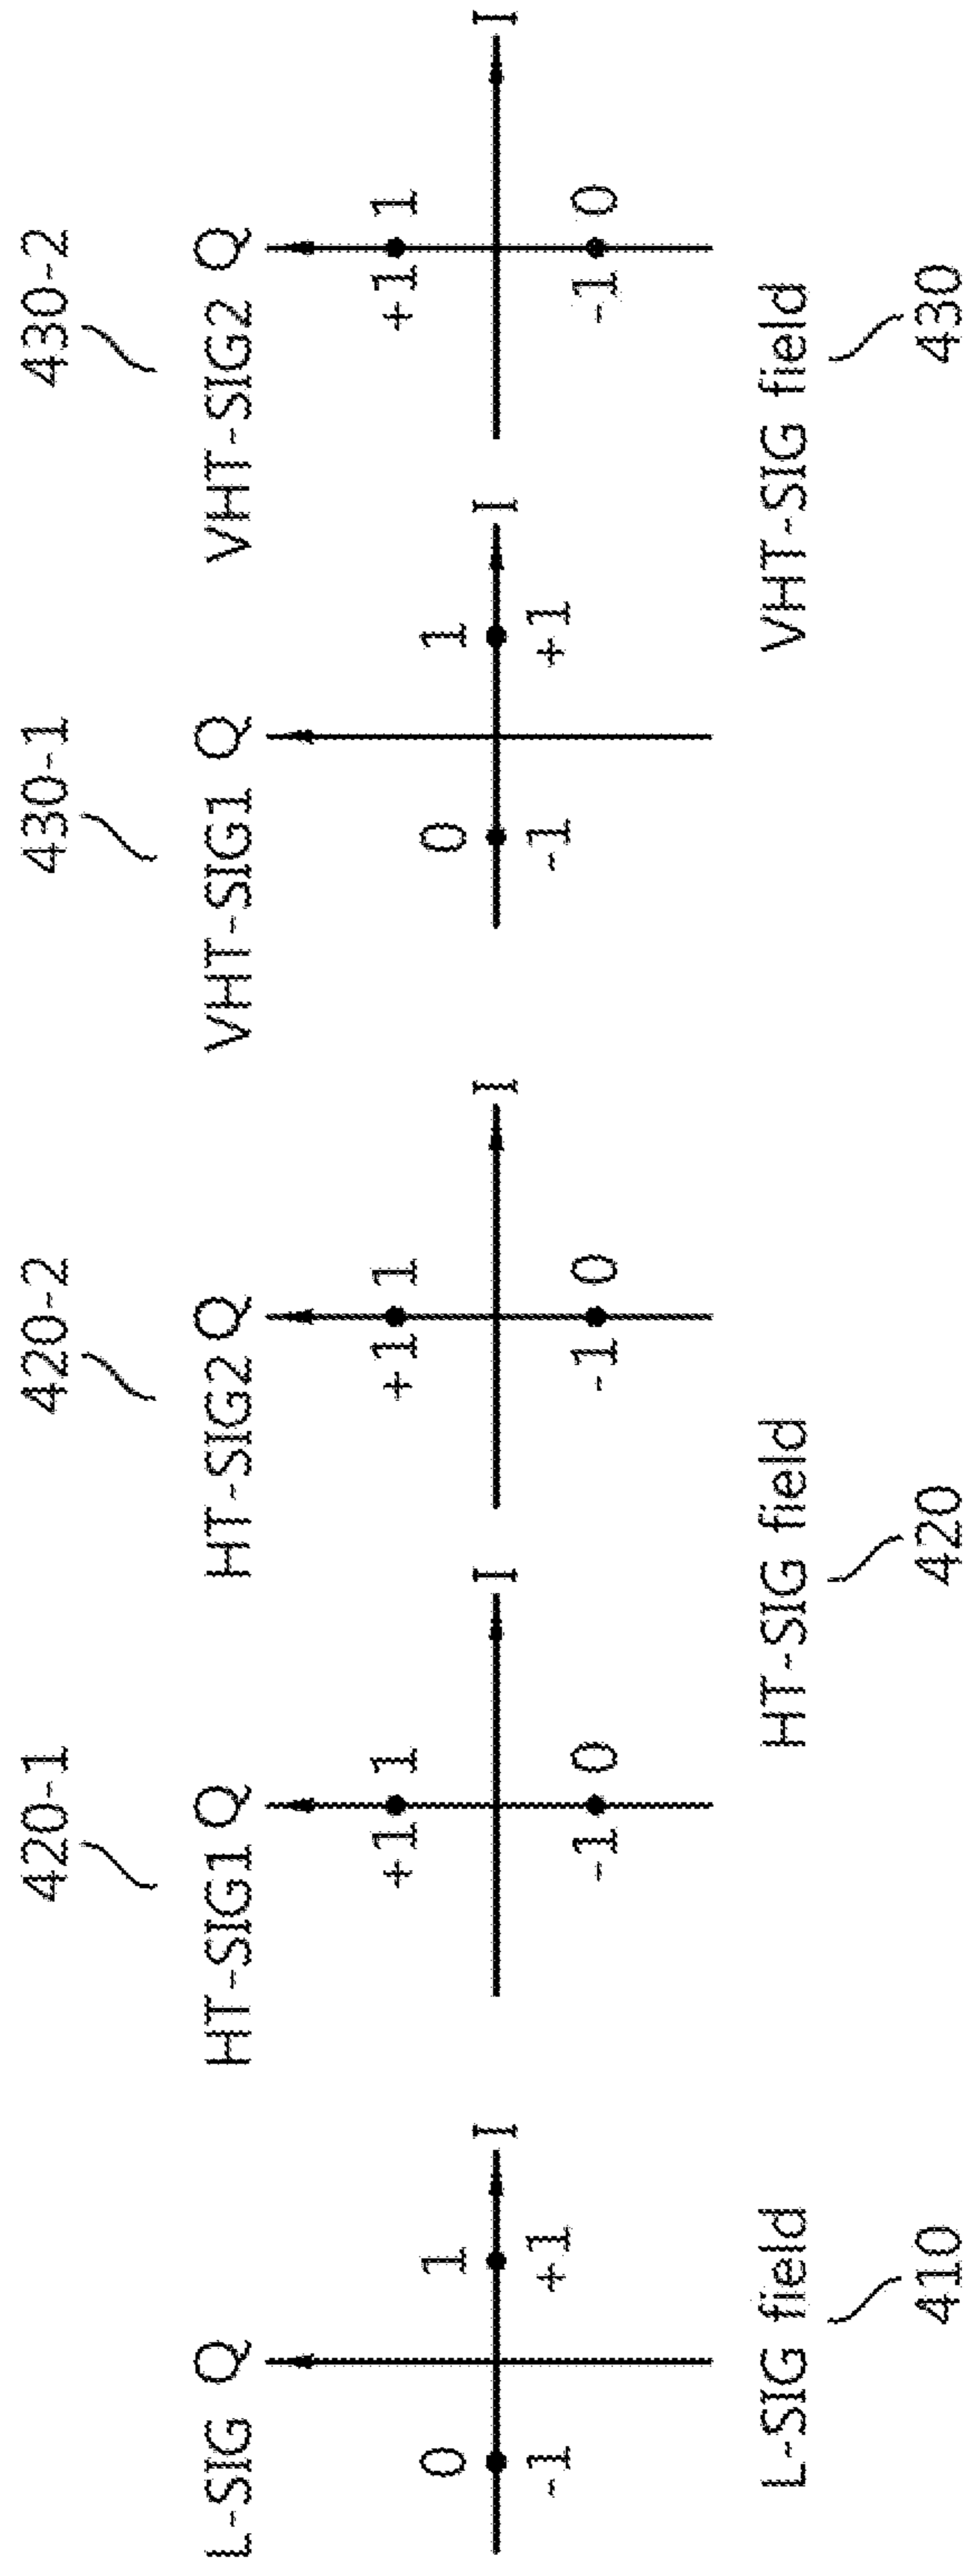 420-1
420-2
430-1
430-2
L-SIG Q
HT-SIG1 Q
HT-SIG2 Q
VHT-SIG1 Q
VHT-SIG2 Q
0 1
+1 1
+1 1
0 1
+1 1
I
I
I
I
I
-1 +1
-1 0
-1 0
-1 +1
-1 0
L-SIG field
HT-SIG field
VHT-SIG field
410
420
430